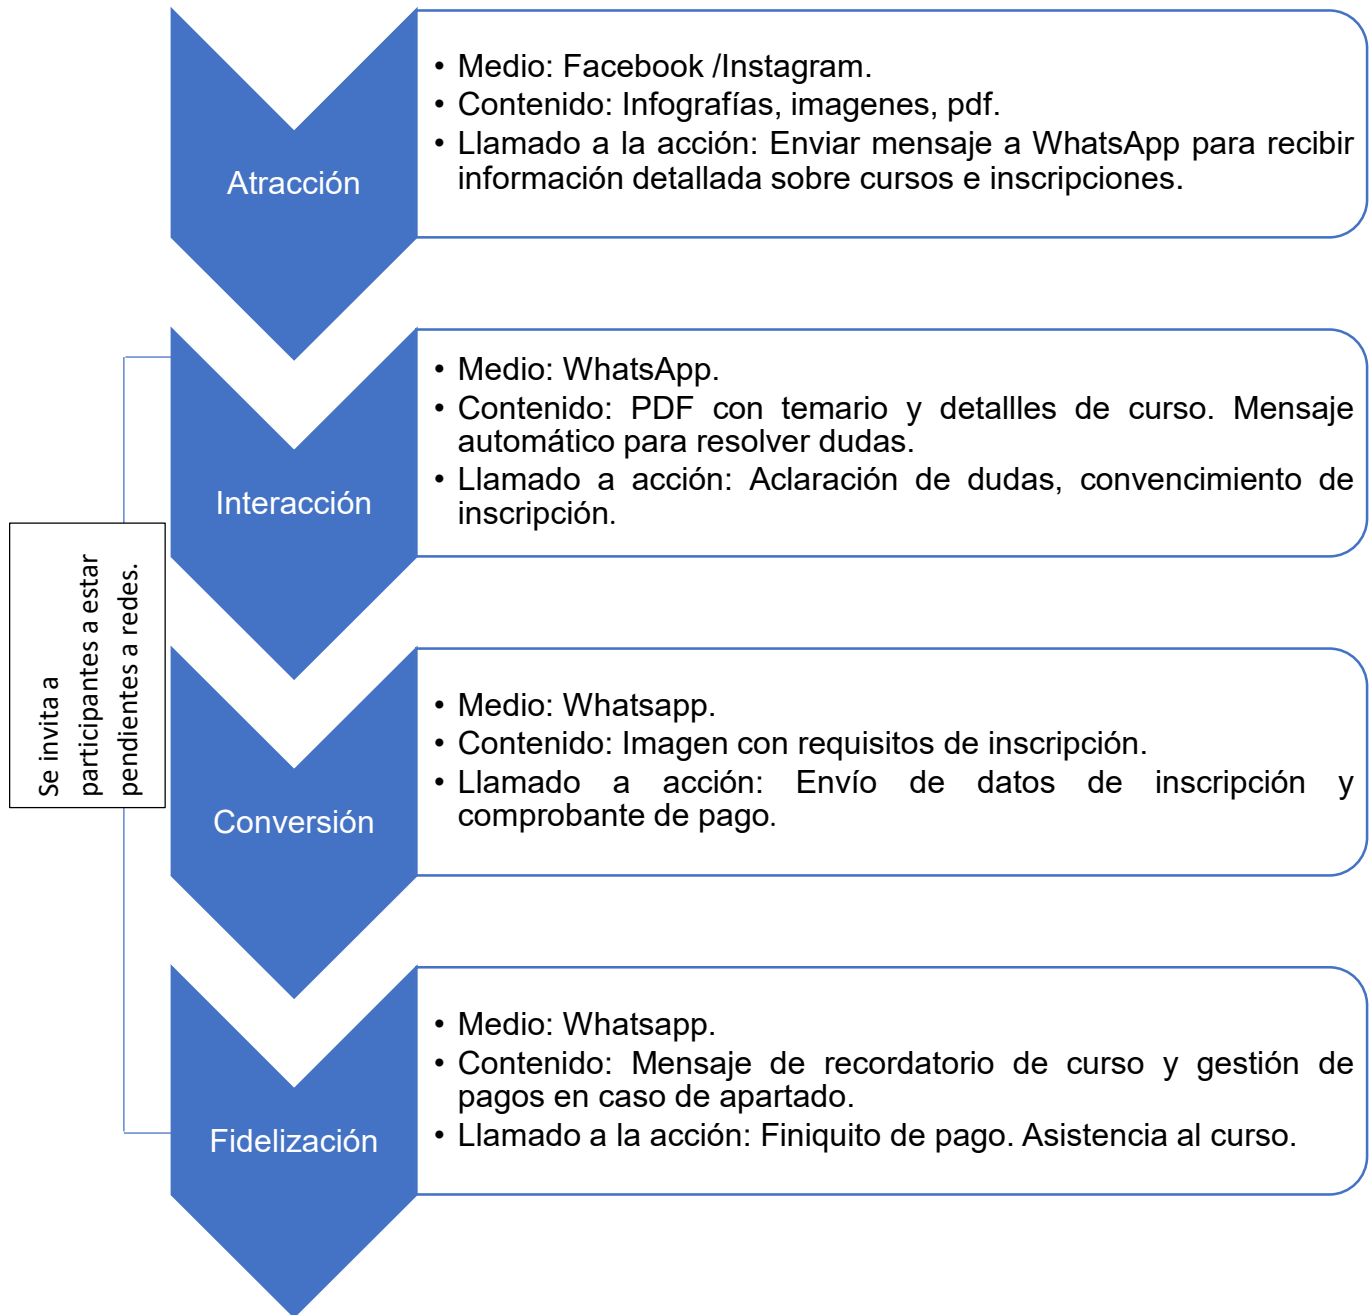 Atracción
• Medio: Facebook /Instagram.
• Contenido: Infografías, imagenes, pdf.
• Llamado a la acción: Enviar mensaje a WhatsApp para recibir
información detallada sobre cursos e inscripciones.
Interacción
• Medio: WhatsApp.
• Contenido: PDF con temario y detallles de curso. Mensaje
automático para resolver dudas.
• Llamado a acción: Aclaración de dudas, convencimiento de
inscripción.
Se invita a
participantes a estar
pendientes a redes.
Conversión
• Medio: Whatsapp.
• Contenido: Imagen con requisitos de inscripción.
• Llamado a acción: Envío de datos de inscripción y
comprobante de pago.
Fidelización
• Medio: Whatsapp.
• Contenido: Mensaje de recordatorio de curso y gestión de
pagos en caso de apartado.
• Llamado a la acción: Finiquito de pago. Asistencia al curso.